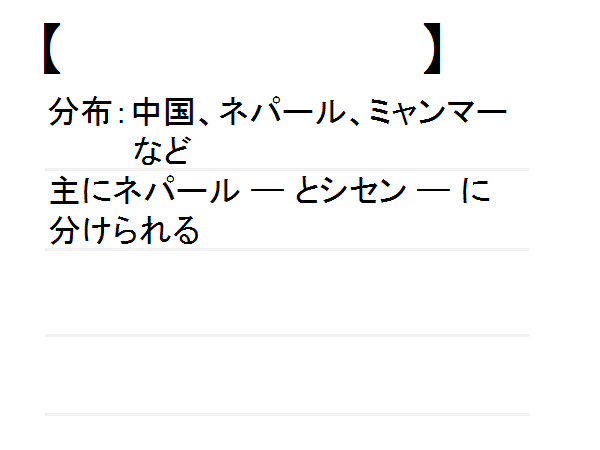 【　　　　　　　　　】
分布：中国、ネパール、ミャンマー
など
主にネパール ― とシセン ― に
分けられる